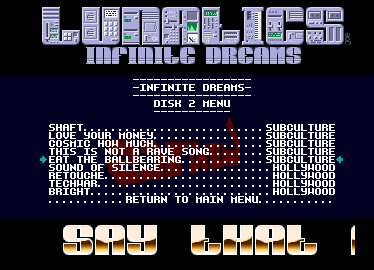 LUNATICS
INFINITE DREAMS
-INFINITE DREAMS-
DISK 2 MENU
SHAFT..........................SUBCULTURE
LOVE YOUR MONEY................SUBCULTURE
COSMIC HOW MUCH................SUBCULTURE
THIS IS NOT A RAVE SONG........SUBCULTURE
EAT THE BALLBEARING............SUBCULTURE
SOUND OF SILENCE................HOLLYWOOD
RETOUCHE........................HOLLYWOOD
TECHWAR.........................HOLLYWOOD
BRIGHT..........................HOLLYWOOD
..........RETURN TO MAIN MENU..........
SAY THAT